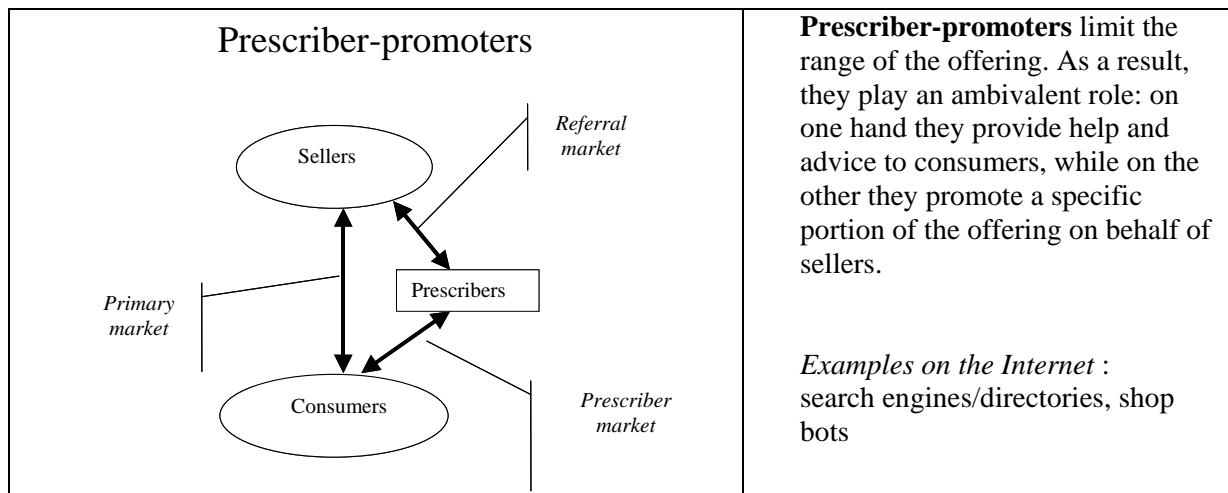 Prescriber-promoters
Referral
market
Sellers
Prescribers
Primary
market
Consumers
Prescriber
market
Prescriber-promoters limit the
range of the offering. As a result,
they play an ambivalent role: on
one hand they provide help and
advice to consumers, while on the
other they promote a specific
portion of the offering on behalf of
sellers.
Examples on the Internet :
search engines/directories, shop
bots